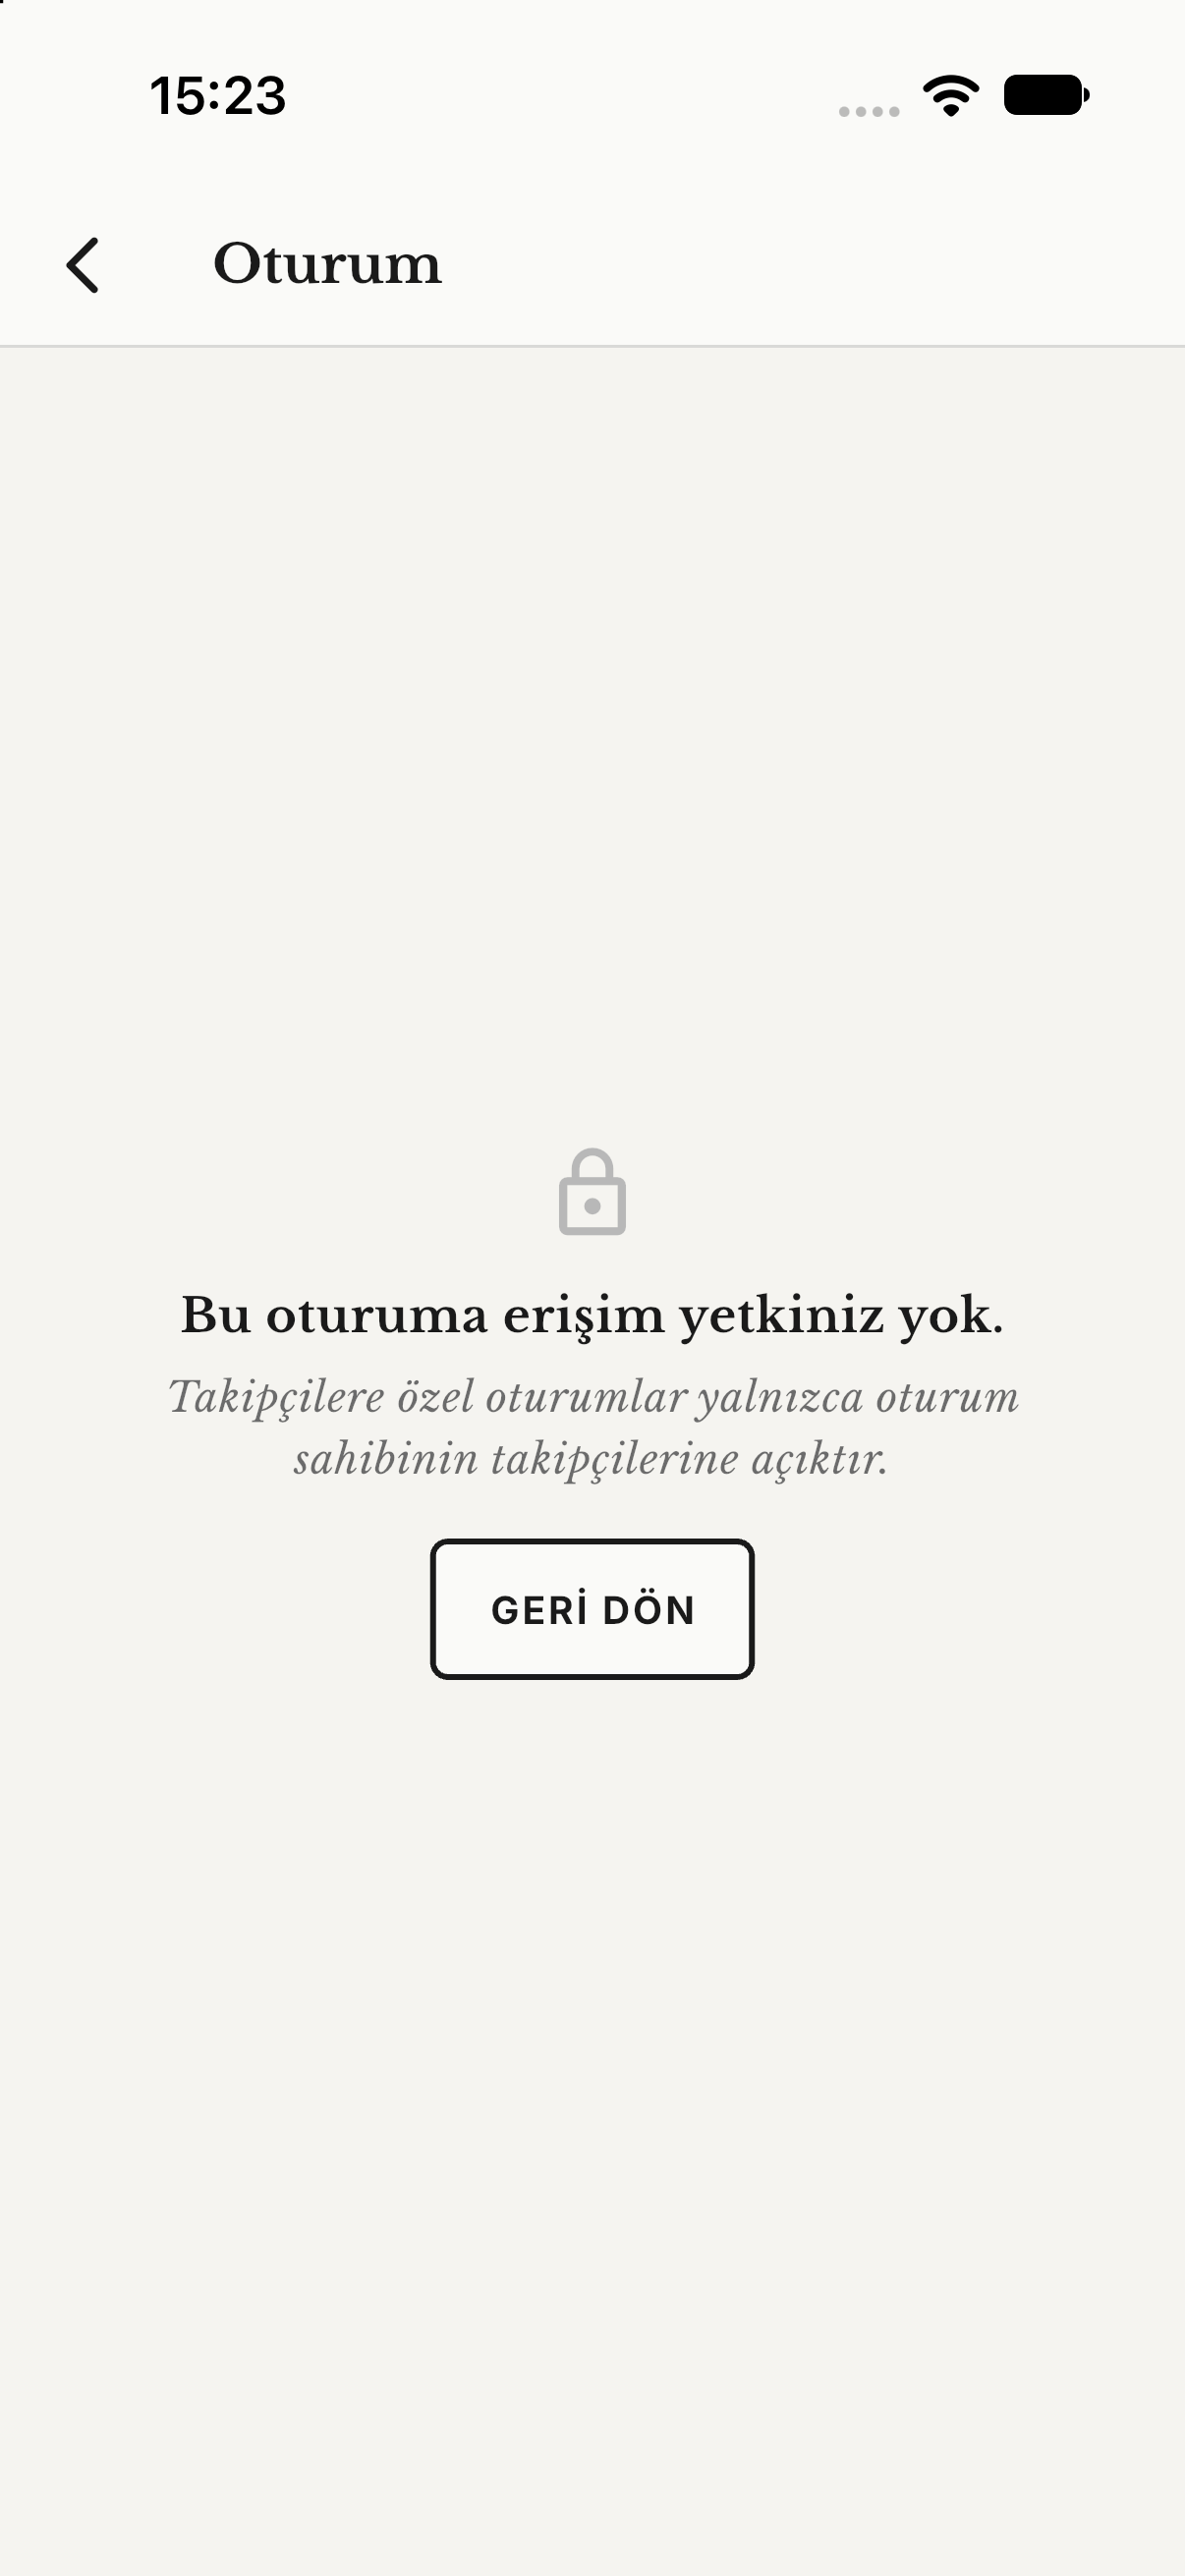 15:23
Oturum
Bu oturuma erişim yetkiniz yok.
Takipçilere özel oturumlar yalnızca oturum
sahibinin takipçilerine açıktır.
GERİ DÖN